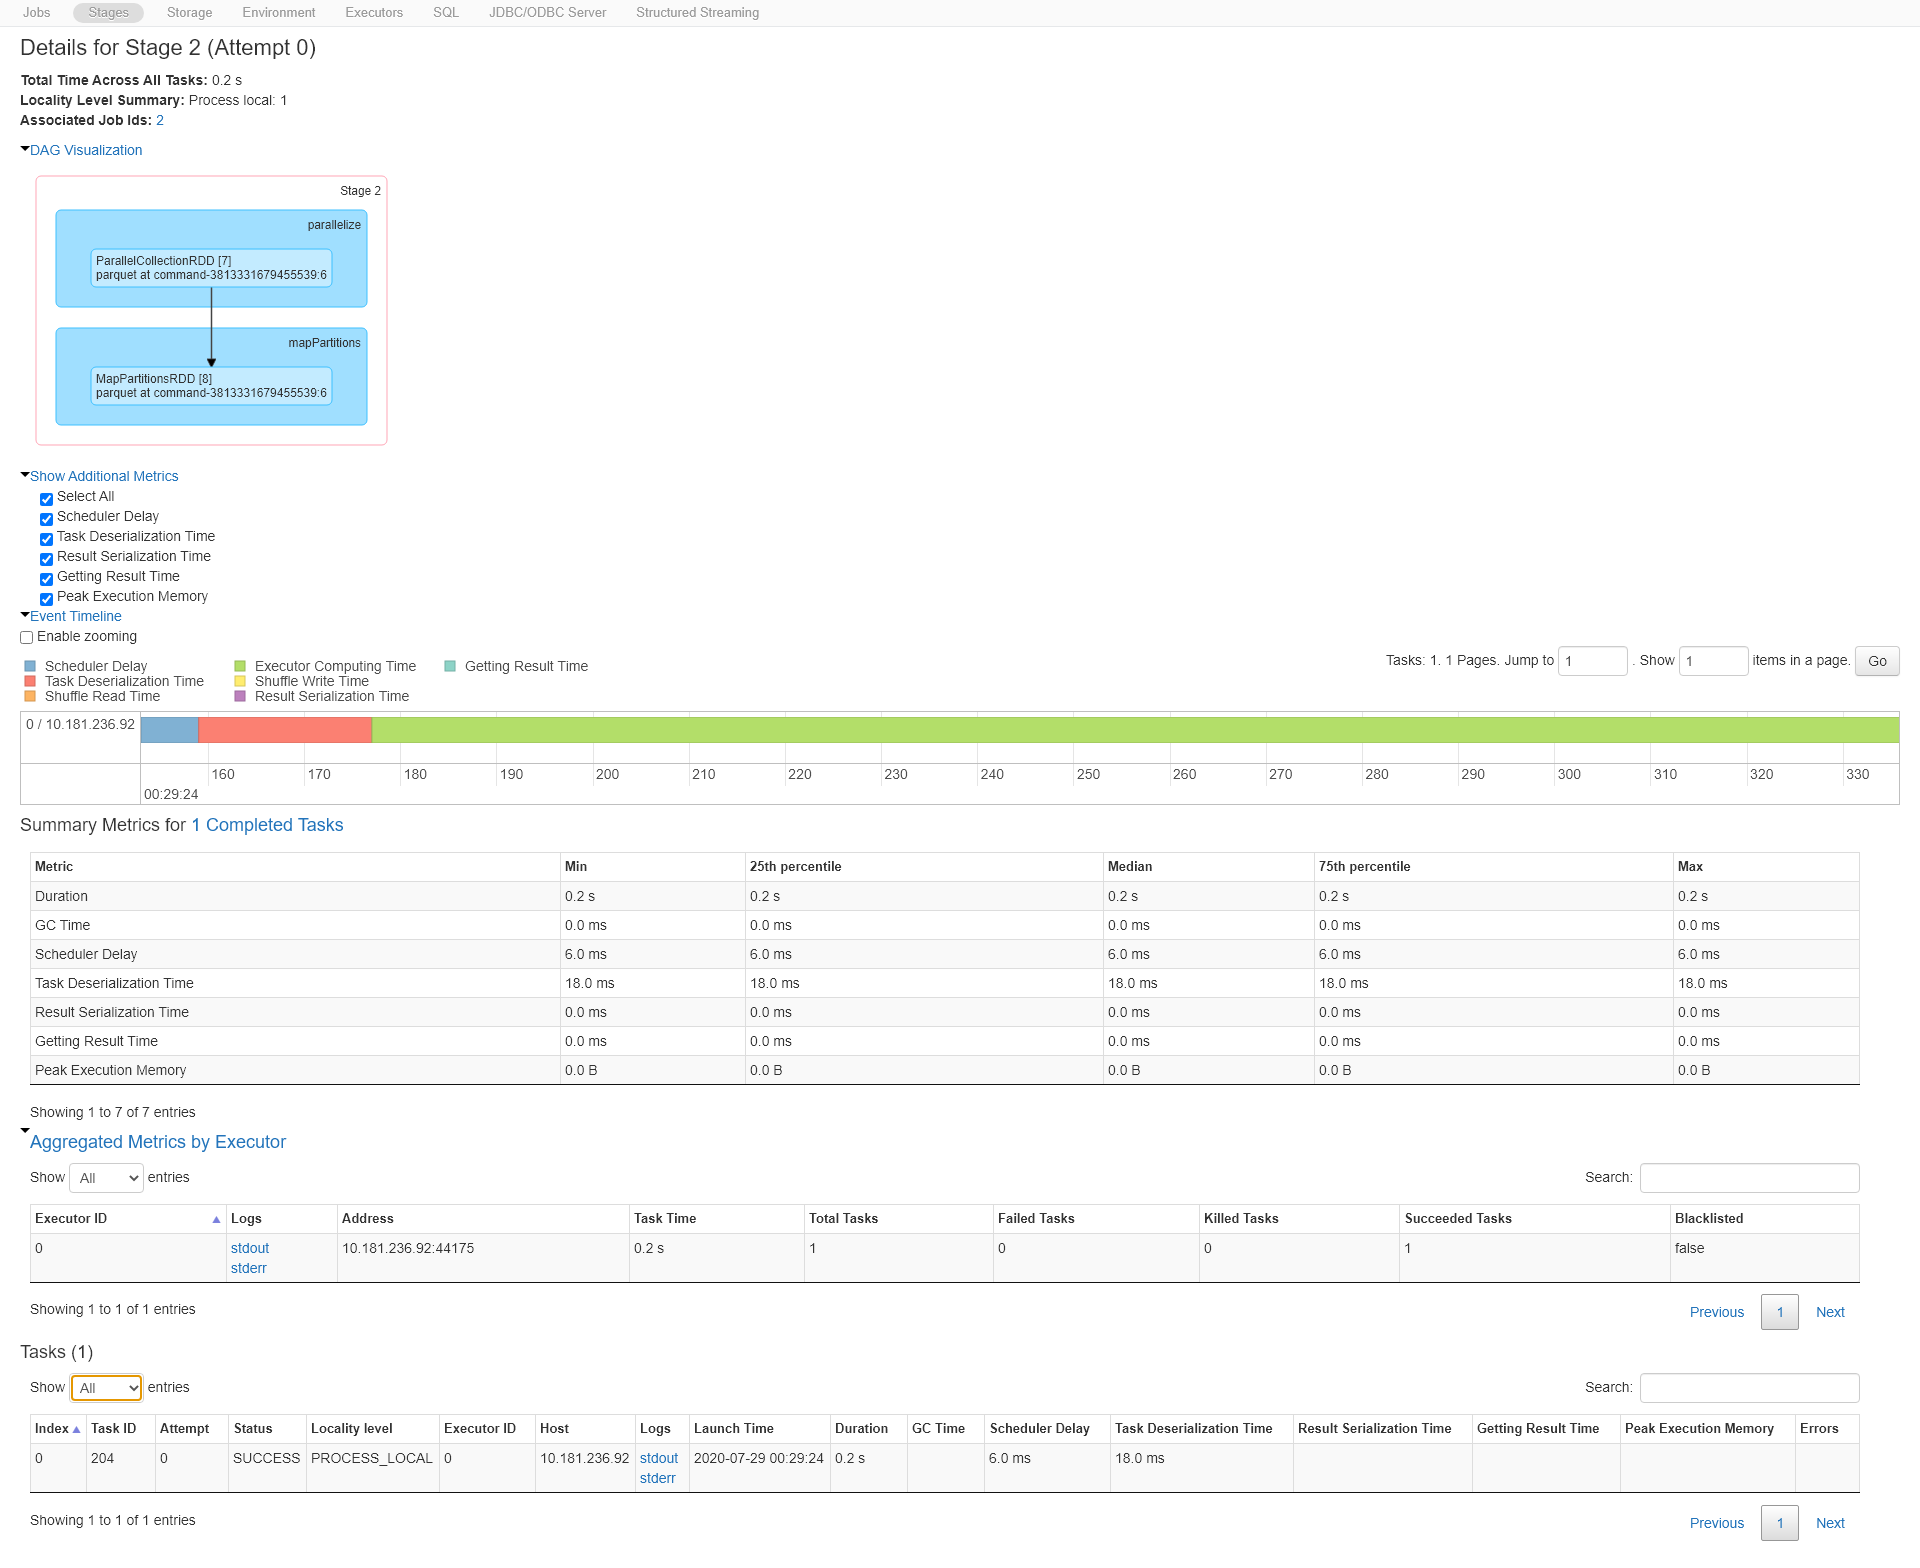 Jobs Stages Storage Environment Executors SQL JDBC/ODBC Server Structured Streaming
Details for Stage 2 (Attempt 0)
Total Time Across All Tasks: 0.2 s
Locality Level Summary: Process local: 1
Associated Job Ids: 2
DAG Visualization
Stage 2
parallelize
ParallelCollectionRDD [7]
parquet at command-3813331679455539:6
mapPartitions
MapPartitionsRDD [8]
parquet at command-3813331679455539:6
Show Additional Metrics
Select All
Scheduler Delay
Task Deserialization Time
Result Serialization Time
Getting Result Time
Peak Execution Memory
Event Timeline
Enable zooming
Scheduler Delay Executor Computing Time Getting Result Time
Task Deserialization Time Shuffle Write Time
Shuffle Read Time Result Serialization Time
Tasks: 1. 1 Pages. Jump to 1 . Show 1 items in a page. Go
0 / 10.181.236.92
160 170 180 190 200 210 220 230 240 250 260 270 280 290 300 310 320 330
00:29:24
Summary Metrics for 1 Completed Tasks
Metric Min 25th percentile Median 75th percentile Max
Duration 0.2 s 0.2 s 0.2 s 0.2 s 0.2 s
GC Time 0.0 ms 0.0 ms 0.0 ms 0.0 ms 0.0 ms
Scheduler Delay 6.0 ms 6.0 ms 6.0 ms 6.0 ms 6.0 ms
Task Deserialization Time 18.0 ms 18.0 ms 18.0 ms 18.0 ms 18.0 ms
Result Serialization Time 0.0 ms 0.0 ms 0.0 ms 0.0 ms 0.0 ms
Getting Result Time 0.0 ms 0.0 ms 0.0 ms 0.0 ms 0.0 ms
Peak Execution Memory 0.0 B 0.0 B 0.0 B 0.0 B 0.0 B
Showing 1 to 7 of 7 entries
Aggregated Metrics by Executor
Show All entries Search:
Executor ID Logs Address Task Time Total Tasks Failed Tasks Killed Tasks Succeeded Tasks Blacklisted
0 stdout 10.181.236.92:44175 0.2 s 1 0 0 1 false
stderr
Showing 1 to 1 of 1 entries
Previous 1 Next
Tasks (1)
Show All entries Search:
Index Task ID Attempt Status Locality level Executor ID Host Logs Launch Time Duration GC Time Scheduler Delay Task Deserialization Time Result Serialization Time Getting Result Time Peak Execution Memory Errors
0 204 0 SUCCESS PROCESS_LOCAL 0 10.181.236.92 stdout 2020-07-29 00:29:24 0.2 s 6.0 ms 18.0 ms
stderr
Showing 1 to 1 of 1 entries
Previous 1 Next